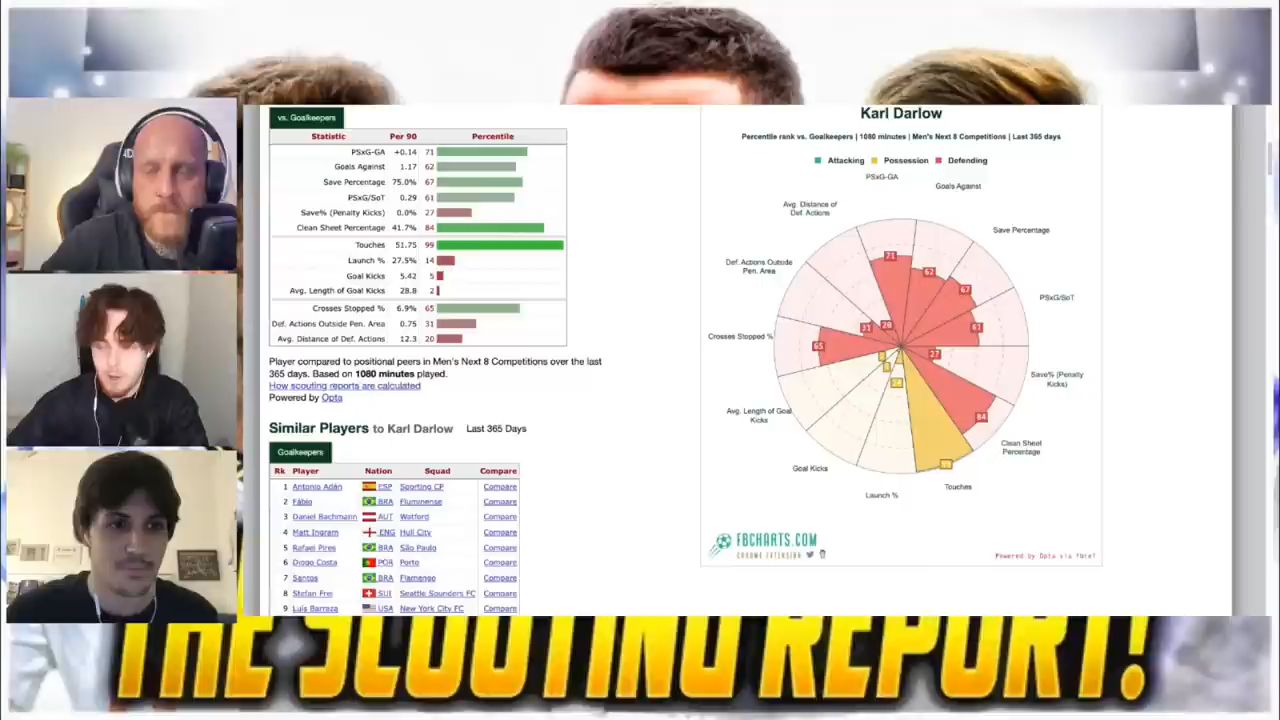 vs. Goalkeepers
Statistic Per 90 Percentile
PSxG-GA +0.14 71
Goals Against 1.17 62
Save Percentage 75.0% 67
PSxG/SoT 0.29 61
Save% (Penalty Kicks) 0.0% 27
Clean Sheet Percentage 41.7% 84
Touches 51.75 99
Launch % 27.5% 14
Goal Kicks 5.42 5
Avg. Length of Goal Kicks 28.8 2
Crosses Stopped % 6.9% 65
Def. Actions Outside Pen. Area 0.75 31
Avg. Distance of Def. Actions 12.3 20
Player compared to positional peers in Men's Next 8 Competitions over the last
365 days. Based on 1080 minutes played.
How scouting reports are calculated
Powered by Opta
Similar Players to Karl Darlow Last 365 Days
Goalkeepers
Rk Player Nation Squad Compare
1 Antonio Adán ESP Sporting CP Compare
2 Fábio BRA Fluminense Compare
3 Daniel Bachmann AUT Watford Compare
4 Matt Ingram ENG Hull City Compare
5 Rafael Pires BRA São Paulo Compare
6 Diogo Costa POR Porto Compare
7 Santos BRA Flamengo Compare
8 Stefan Frei SUI Seattle Sounders FC Compare
9 Luis Barraza USA New York City FC Compare
Karl Darlow
Percentile rank vs. Goalkeepers | 1080 minutes | Men's Next 8 Competitions | Last 365 days
Attacking Possession Defending
PSxG-GA
Goals Against
Avg. Distance of
Def. Actions
Save Percentage
Def. Actions Outside
Pen. Area
PSxG/SoT
Crosses Stopped %
Save% (Penalty
Kicks)
Avg. Length of Goal
Kicks
Clean Sheet
Percentage
Goal Kicks
Touches
Launch %
71
62
67
61
27
84
31
20
65
FBCHARTS.COM
CHROME EXTENSION
Powered by Opta via fbref
THE SCOUTING REPORT!